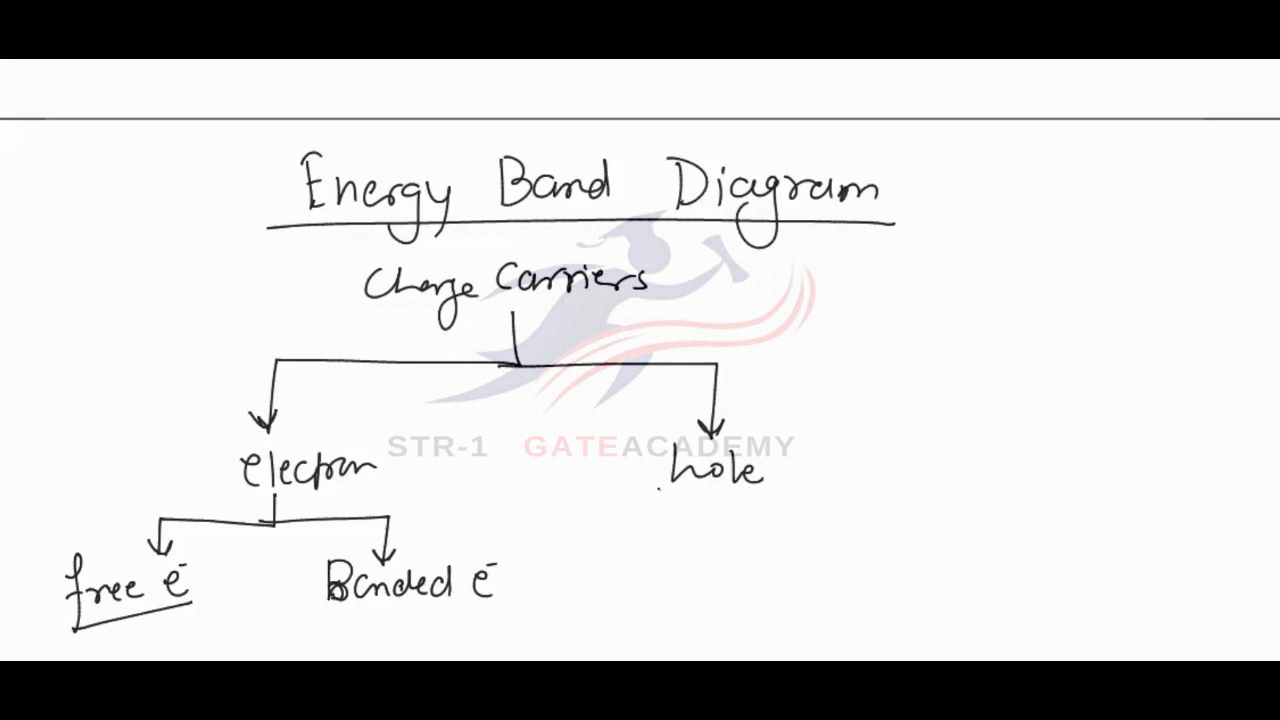 Energy Band Diagram
Charge Carriers
STR-1 GATEACADEMY
electron
hole
free e⁻
Bonded e⁻